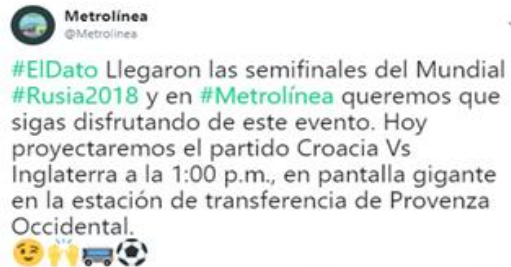 Metrolínea
@Metrolinea
#ElDato Llegaron las semifinales del Mundial
#Rusia2018 y en #Metrolínea queremos que
sigas disfrutando de este evento. Hoy
proyectaremos el partido Croacia Vs
Inglaterra a la 1:00 p.m., en pantalla gigante
en la estación de transferencia de Provenza
Occidental.
😉🙌🚌⚽